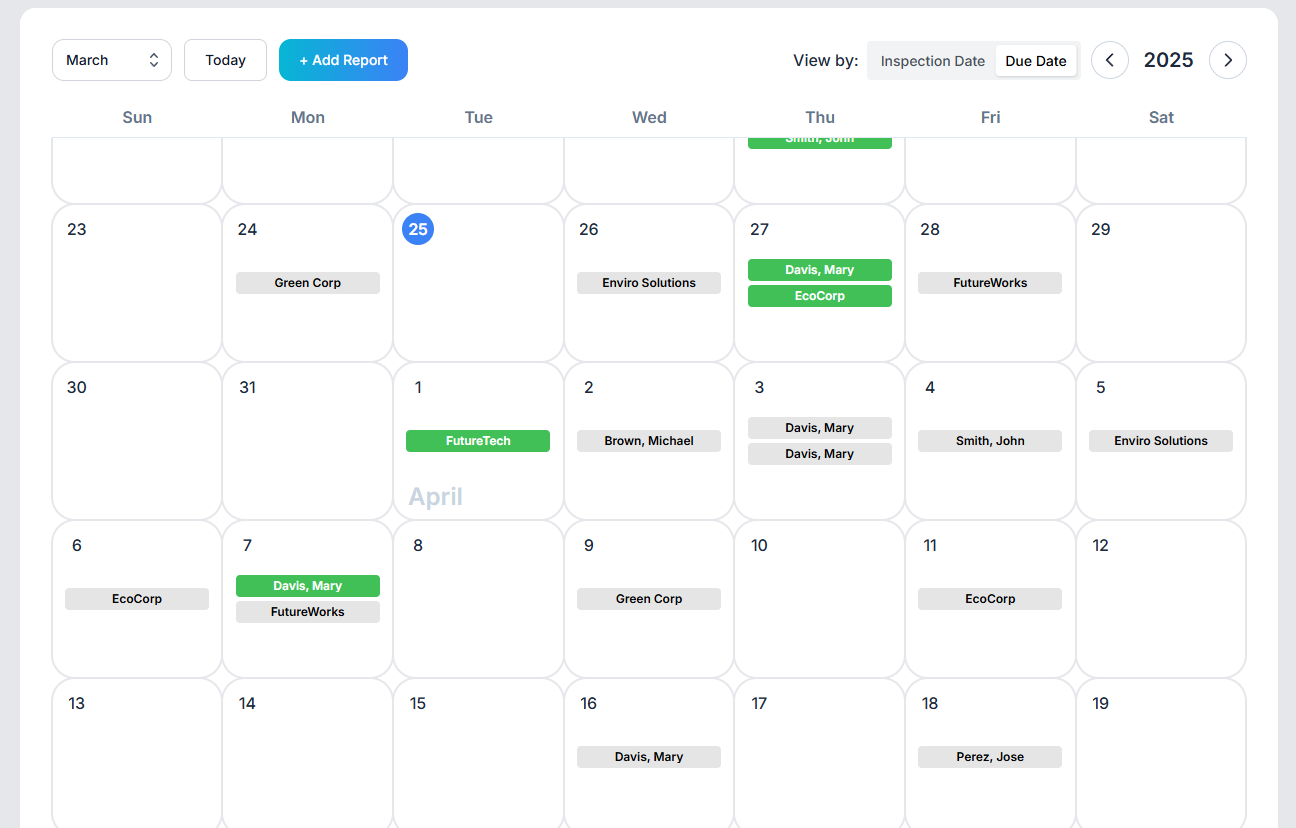 March Today + Add Report View by: Inspection Date Due Date 2025
Sun Mon Tue Wed Thu Fri Sat
Smith, John
23 24 25 26 27 28 29
Davis, Mary
Green Corp Enviro Solutions FutureWorks
EcoCorp
30 31 1 2 3 4 5
Davis, Mary
FutureTech Brown, Michael Smith, John Enviro Solutions
Davis, Mary
April
6 7 8 9 10 11 12
Davis, Mary
EcoCorp Green Corp EcoCorp
FutureWorks
13 14 15 16 17 18 19
Davis, Mary Perez, Jose